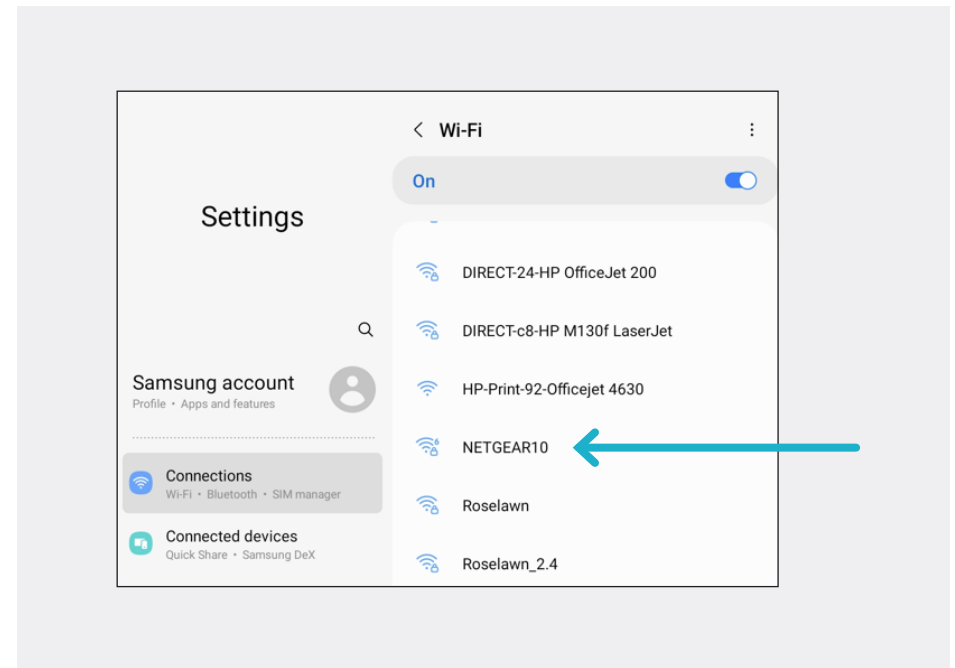 Settings
Samsung account
Profile • Apps and features
Connections
Wi-Fi • Bluetooth • SIM manager
Connected devices
Quick Share • Samsung DeX
Wi-Fi
On
DIRECT-24-HP OfficeJet 200
DIRECT-c8-HP M130f LaserJet
HP-Print-92-Officejet 4630
NETGEAR10
Roselawn
Roselawn_2.4